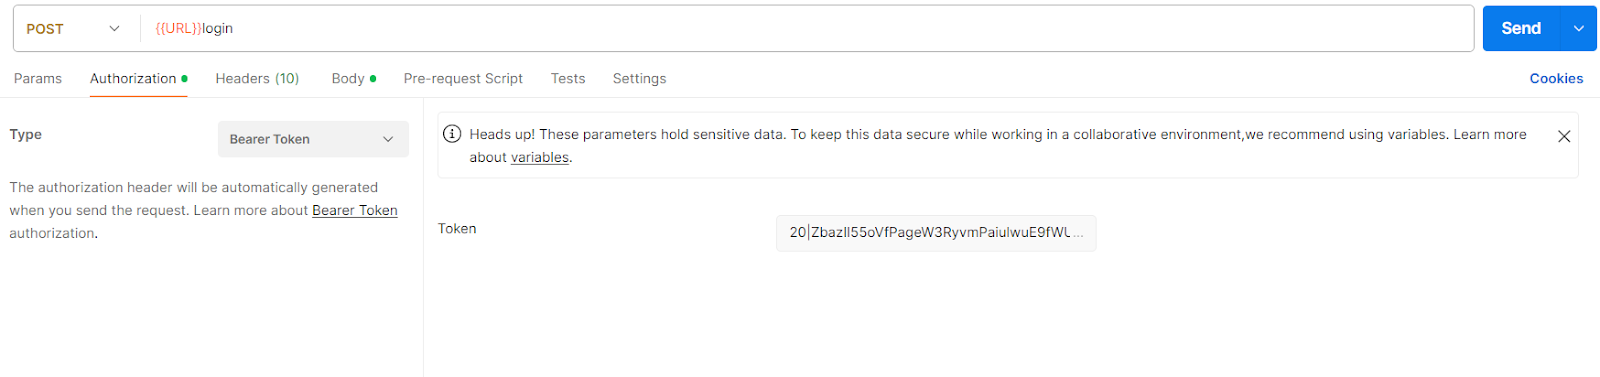 POST {{URL}}login Send
Params Authorization Headers (10) Body Pre-request Script Tests Settings Cookies
Type Bearer Token
The authorization header will be automatically generated
when you send the request. Learn more about Bearer Token
authorization.
Heads up! These parameters hold sensitive data. To keep this data secure while working in a collaborative environment,we recommend using variables. Learn more
about variables.
Token 20|ZbazII55oVfPageW3RyvmPaiulwuE9fWU...